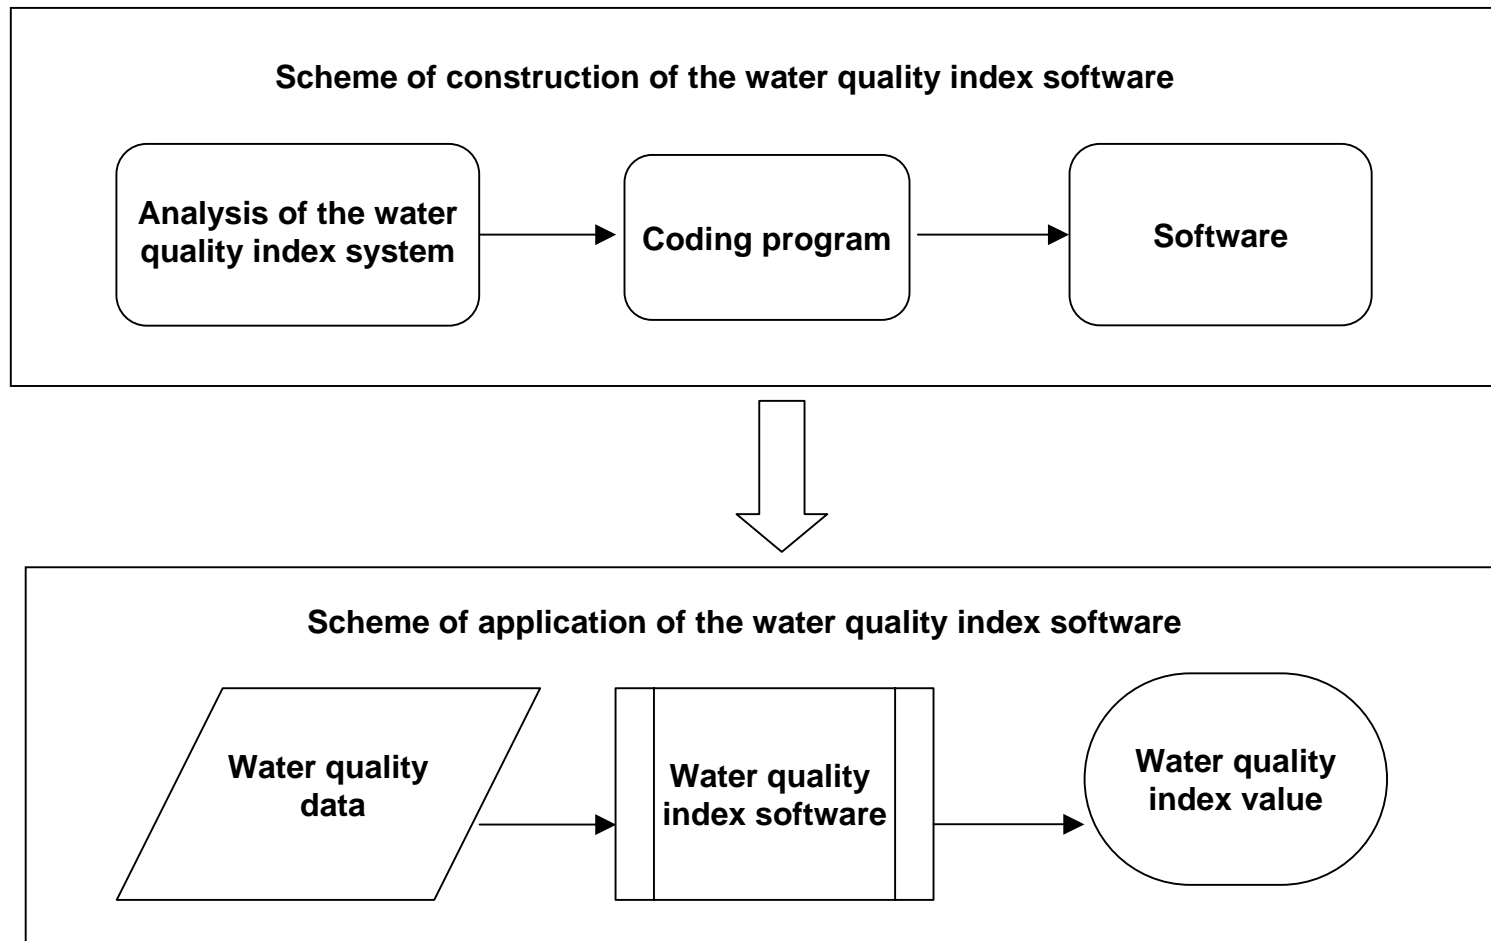 Scheme of construction of the water quality index software
Analysis of the water
quality index system
Coding program
Software
Scheme of application of the water quality index software
Water quality
data
Water quality
index software
Water quality
index value